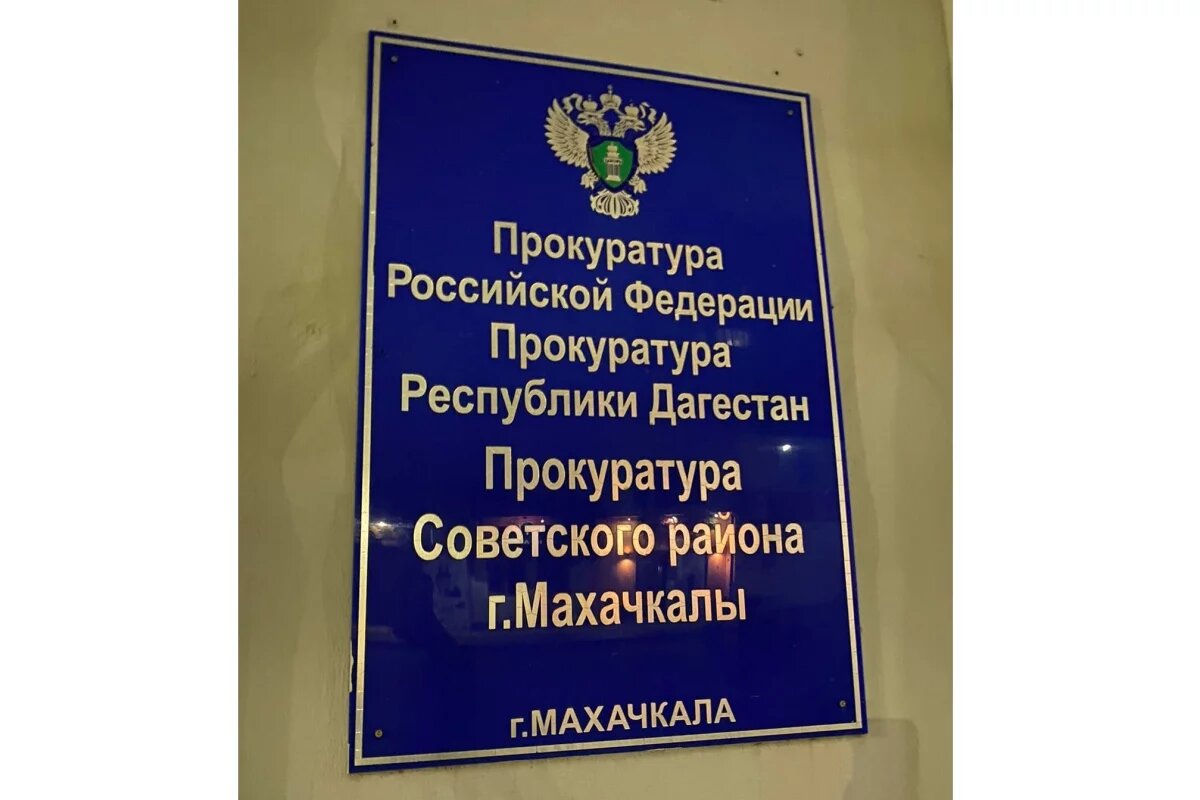 Прокуратура
Российской Федерации
Прокуратура
Республики Дагестан
Прокуратура
Советского района
г.Махачкалы
г.МАХАЧКАЛА